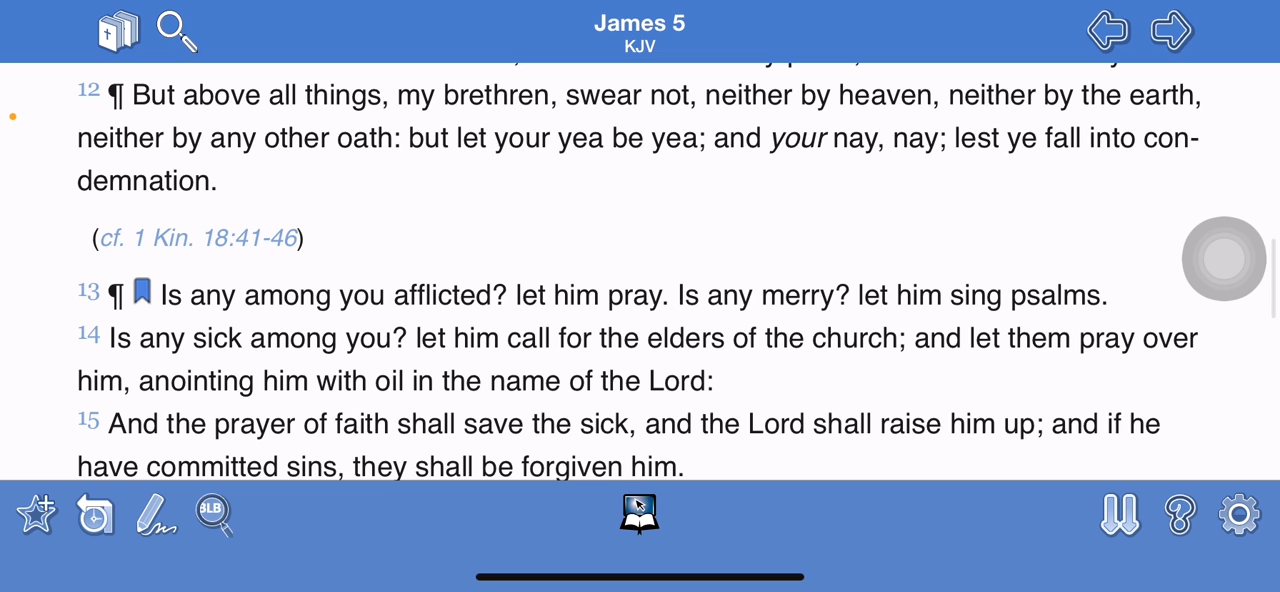 James 5
KJV
12 ¶ But above all things, my brethren, swear not, neither by heaven, neither by the earth,
neither by any other oath: but let your yea be yea; and your nay, nay; lest ye fall into con-
demnation.
(cf. 1 Kin. 18:41-46)
13 ¶ Is any among you afflicted? let him pray. Is any merry? let him sing psalms.
14 Is any sick among you? let him call for the elders of the church; and let them pray over
him, anointing him with oil in the name of the Lord:
15 And the prayer of faith shall save the sick, and the Lord shall raise him up; and if he
have committed sins, they shall be forgiven him.
BLB